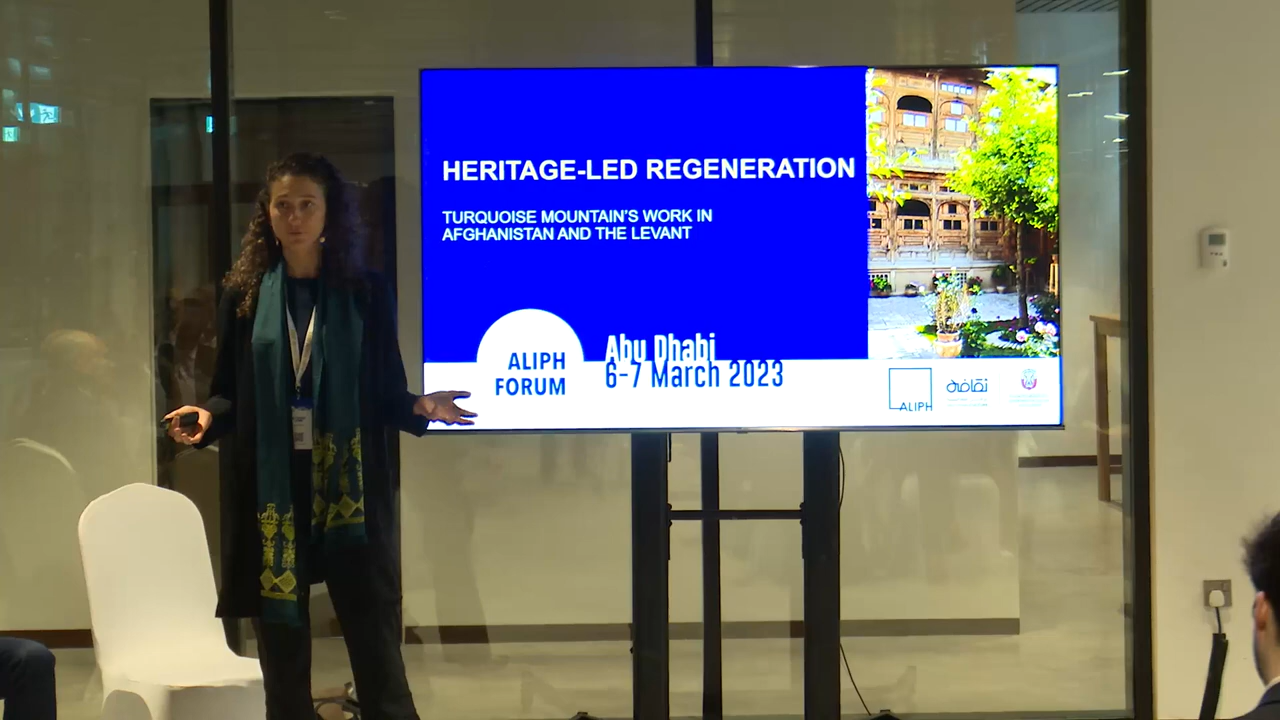 HERITAGE-LED REGENERATION
TURQUOISE MOUNTAIN'S WORK IN
AFGHANISTAN AND THE LEVANT
ALIPH
FORUM
Abu Dhabi
6-7 March 2023
ALIPH
ثقافة